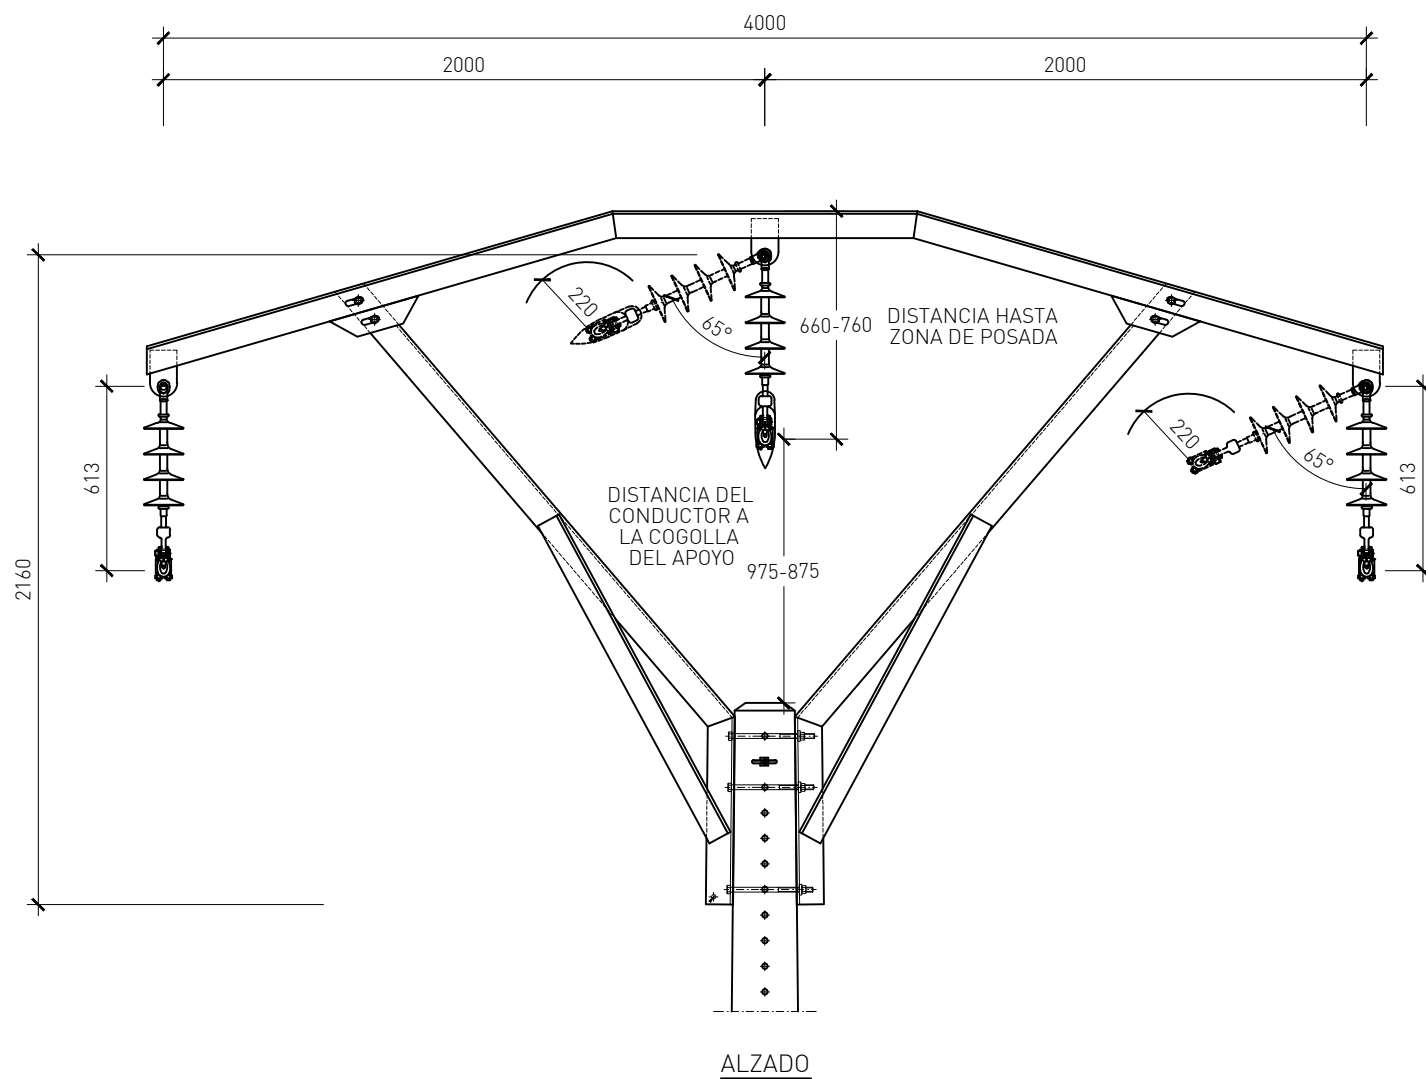 4000
2000
2000
220
65°
660-760
DISTANCIA HASTA
ZONA DE POSADA
220
65°
613
613
DISTANCIA DEL
CONDUCTOR A
LA COGOLLA
DEL APOYO
975-875
2160
ALZADO